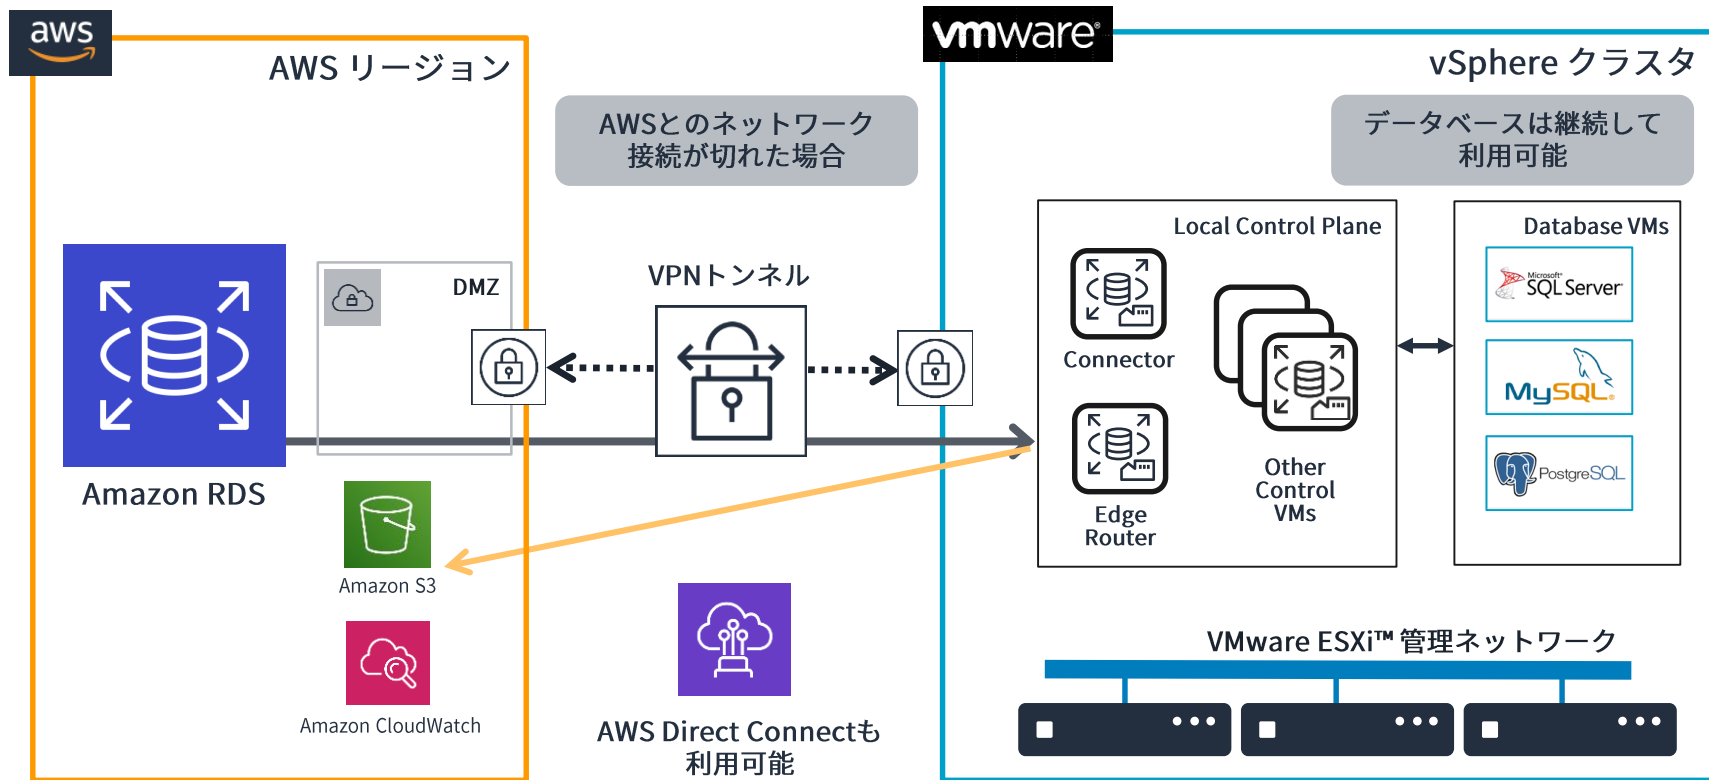 aws
AWS リージョン
vmware®
vSphere クラスタ
AWSとのネットワーク
接続が切れた場合
データベースは継続して
利用可能
Local Control Plane
Database VMs
DMZ
VPNトンネル
Connector
Microsoft®
SQL Server®
MySQL®
Edge
Router
Other
Control
VMs
PostgreSQL
Amazon RDS
Amazon S3
Amazon CloudWatch
AWS Direct Connectも
利用可能
VMware ESXi™ 管理ネットワーク